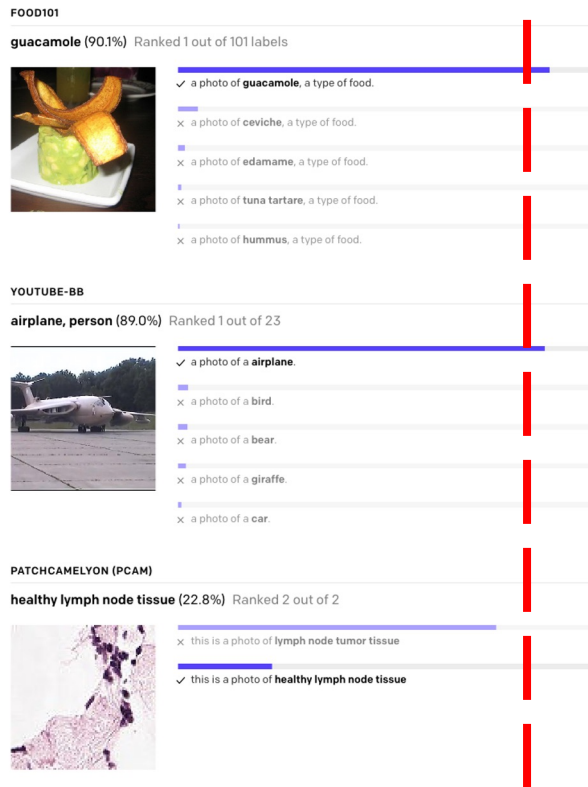 FOOD101
guacamole (90.1%) Ranked 1 out of 101 labels
✓ a photo of guacamole, a type of food.
× a photo of ceviche, a type of food.
× a photo of edamame, a type of food.
× a photo of tuna tartare, a type of food.
× a photo of hummus, a type of food.
YOUTUBE-BB
airplane, person (89.0%) Ranked 1 out of 23
✓ a photo of a airplane.
× a photo of a bird.
× a photo of a bear.
× a photo of a giraffe.
× a photo of a car.
PATCHCAMELYON (PCAM)
healthy lymph node tissue (22.8%) Ranked 2 out of 2
× this is a photo of lymph node tumor tissue
✓ this is a photo of healthy lymph node tissue